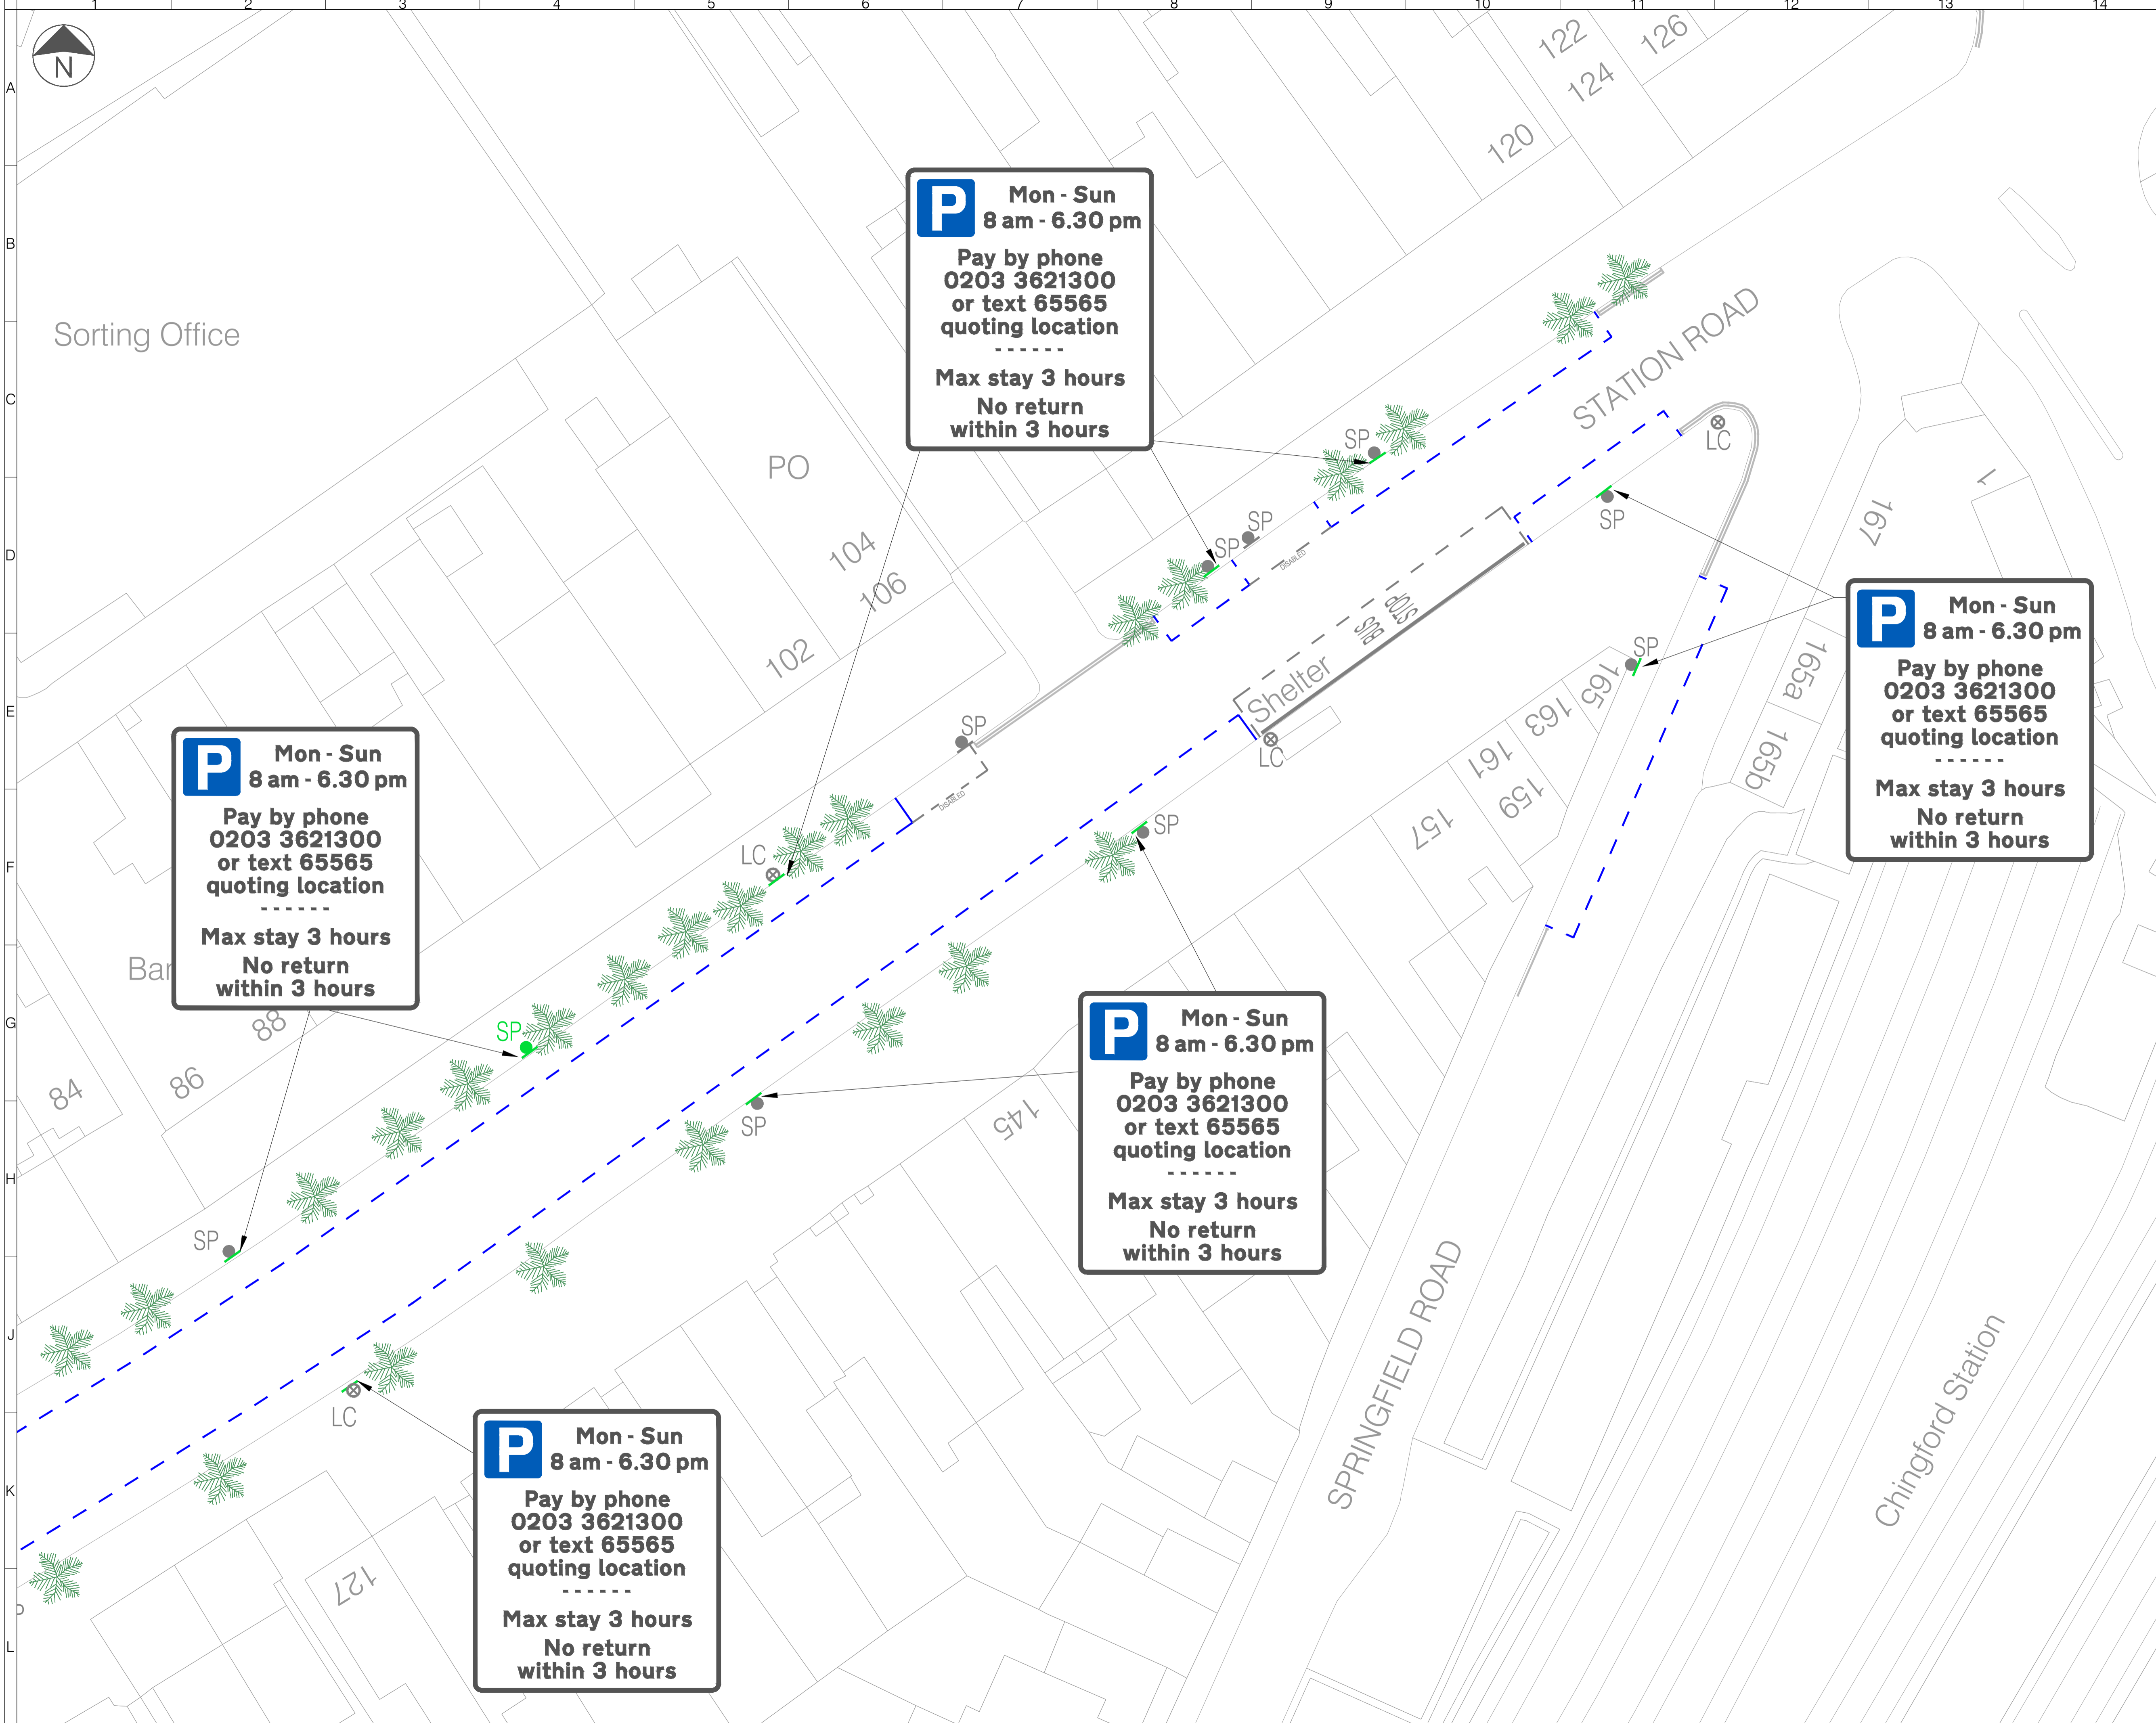 1 2 3 4 5 6 7 8 9 10 11 12 13 14
A
B
C
D
E
F
G
H
J
K
L
N
122
126
124
120
P
Mon - Sun
8 am - 6.30 pm
Pay by phone
0203 3621300
or text 65565
quoting location
------
Max stay 3 hours
No return
within 3 hours
Sorting Office
STATION ROAD
PO
SP
LC
SP
SP
SP
DISABLED
104
106
102
167
1
BUS
STOP
Shelter
LC
SP
165
163
161
159
157
165a
165b
P
Mon - Sun
8 am - 6.30 pm
Pay by phone
0203 3621300
or text 65565
quoting location
------
Max stay 3 hours
No return
within 3 hours
SP
DISABLED
SP
LC
P
Mon - Sun
8 am - 6.30 pm
Pay by phone
0203 3621300
or text 65565
quoting location
------
Max stay 3 hours
No return
within 3 hours
88
86
84
SP
SP
145
P
Mon - Sun
8 am - 6.30 pm
Pay by phone
0203 3621300
or text 65565
quoting location
------
Max stay 3 hours
No return
within 3 hours
SP
LC
SPRINGFIELD ROAD
Chingford Station
P
Mon - Sun
8 am - 6.30 pm
Pay by phone
0203 3621300
or text 65565
quoting location
------
Max stay 3 hours
No return
within 3 hours
127